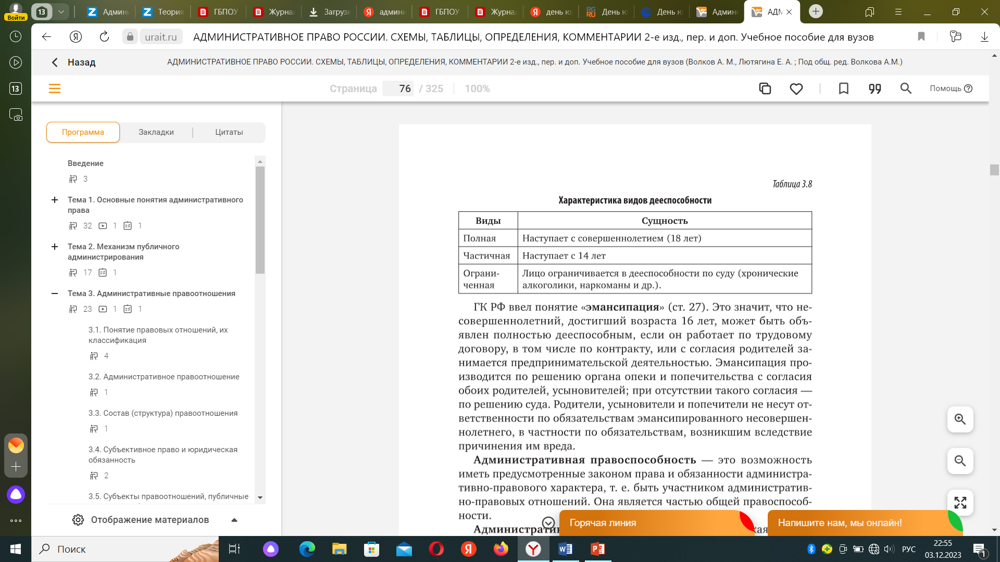 Войти
13
Админ
Теория
ГБПОУ
Журна
Загруз
админ
ГБПОУ
Журна
день ю
RG RU День ю
День ю
Админ
АДМ
urait.ru
АДМИНИСТРАТИВНОЕ ПРАВО РОССИИ. СХЕМЫ, ТАБЛИЦЫ, ОПРЕДЕЛЕНИЯ, КОММЕНТАРИИ 2-е изд., пер. и доп. Учебное пособие для вузов
Назад
АДМИНИСТРАТИВНОЕ ПРАВО РОССИИ. СХЕМЫ, ТАБЛИЦЫ, ОПРЕДЕЛЕНИЯ, КОММЕНТАРИИ 2-е изд., пер. и доп. Учебное пособие для вузов (Волков А. М., Лютягина Е. А. ; Под общ. ред. Волкова А.М.)
13
Страница 76 / 325 100%
Помощь
Программа Закладки Цитаты
Введение
3
Тема 1. Основные понятия административного
права
32 1 1
Тема 2. Механизм публичного
администрирования
17 1
Тема 3. Административные правоотношения
23 1 1
3.1. Понятие правовых отношений, их
классификация
4
3.2. Административное правоотношение
1
3.3. Состав (структура) правоотношения
1
3.4. Субъективное право и юридическая
обязанность
2
3.5. Субъекты правоотношений, публичные
Отображение материалов
Таблица 3.8
Характеристика видов дееспособности
Виды Сущность
Полная Наступает с совершеннолетием (18 лет)
Частичная Наступает с 14 лет
Ограни- Лицо ограничивается в дееспособности по суду (хронические
ченная алкоголики, наркоманы и др.).
ГК РФ ввел понятие «эмансипация» (ст. 27). Это значит, что не-
совершеннолетний, достигший возраста 16 лет, может быть объ-
явлен полностью дееспособным, если он работает по трудовому
договору, в том числе по контракту, или с согласия родителей за-
нимается предпринимательской деятельностью. Эмансипация про-
изводится по решению органа опеки и попечительства с согласия
обоих родителей, усыновителей; при отсутствии такого согласия —
по решению суда. Родители, усыновители и попечители не несут от-
ветственности по обязательствам эмансипированного несовершен-
нолетнего, в частности по обязательствам, возникшим вследствие
причинения им вреда.
Административная правоспособность — это возможность
иметь предусмотренные законом права и обязанности администра-
тивно-правового характера, т. е. быть участником административ-
но-правовых отношений. Она является частью общей правоспособ-
ности.
Горячая линия
Напишите нам, мы онлайн!
Поиск
РУС
22:55
03.12.2023
1